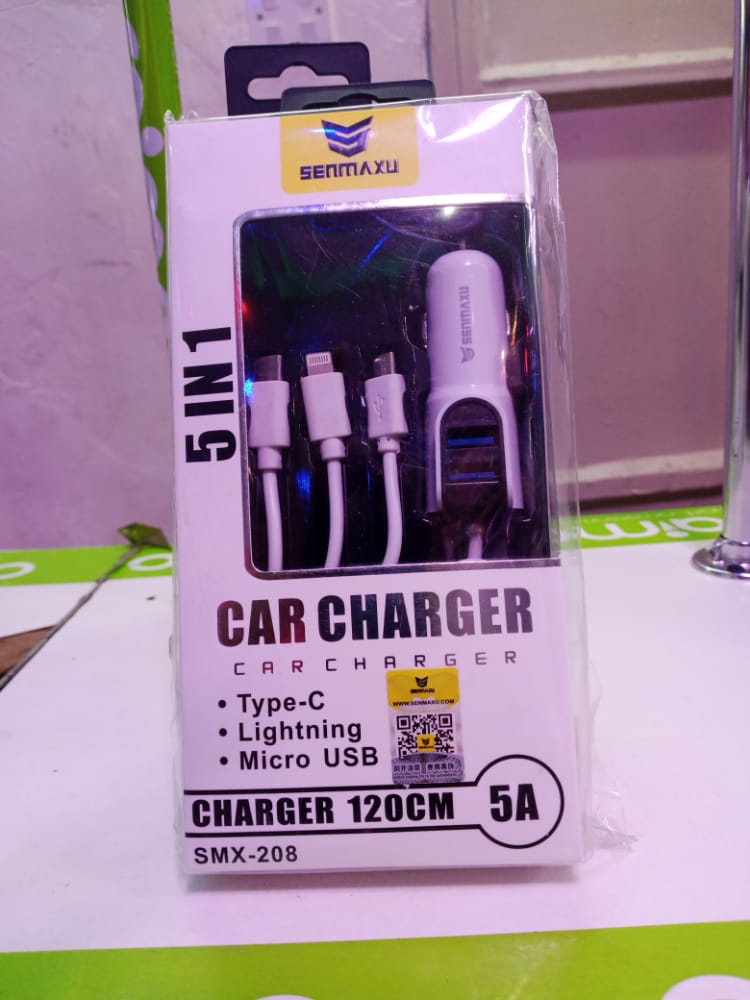 SENMAXU
5 IN 1
SENMAXU
CAR CHARGER
CAR CHARGER
• Type-C
• Lightning
• Micro USB
SENMAXU
WWW.SENMAXU.COM
SENMAXU
CHARGER 120CM 5A
SMX-208